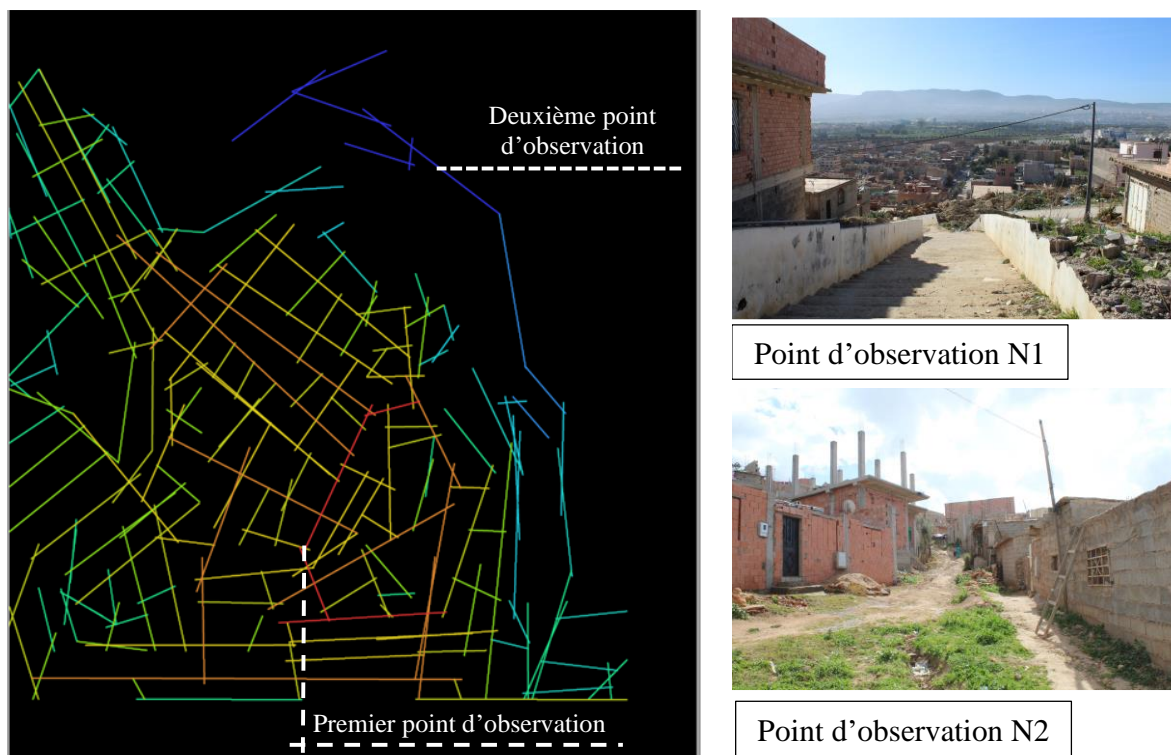 Deuxième point
d’observation
Premier point d’observation
Point d’observation N1
Point d’observation N2